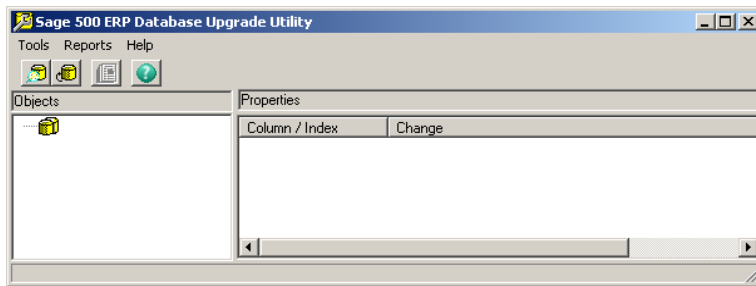 Sage 500 ERP Database Upgrade Utility
Tools Reports Help
Objects
Properties
Column / Index Change